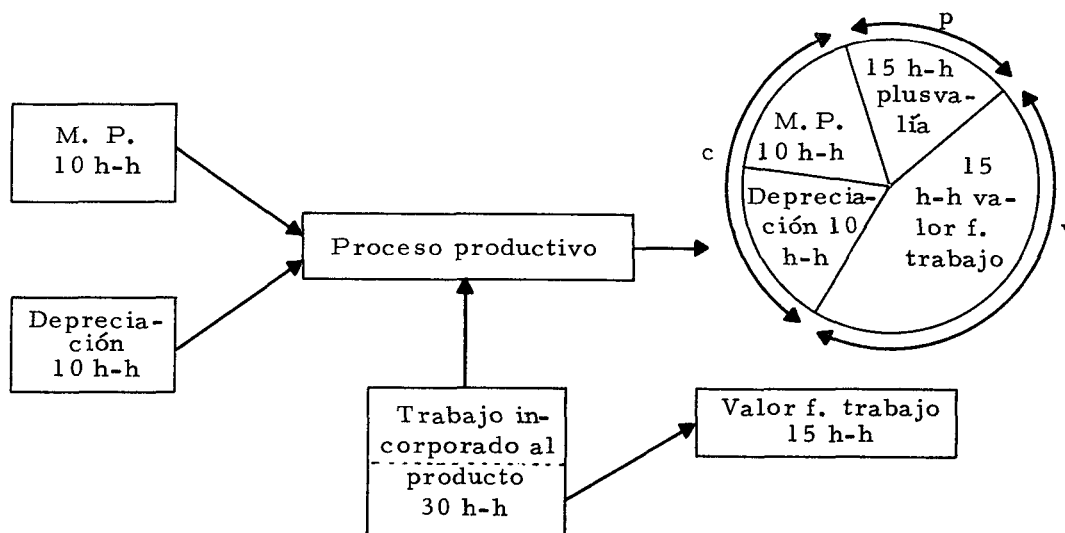 p
15 h-h
plusva-
lía
M. P.
10 h-h
M. P.
10 h-h
c
15
h-h va-
lor f.
trabajo
v
Deprecia-
ción 10
h-h
Proceso productivo
Deprecia-
ción
10 h-h
Trabajo in-
corporado al
producto
30 h-h
Valor f. trabajo
15 h-h